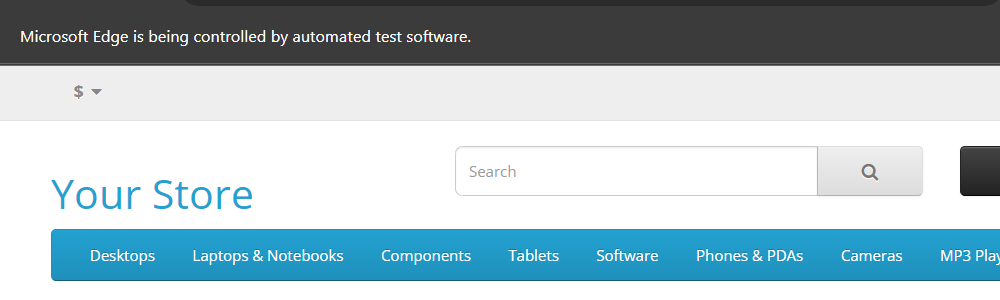 Microsoft Edge is being controlled by automated test software.
$
Search
Your Store
Desktops Laptops & Notebooks Components Tablets Software Phones & PDAs Cameras MP3 Play